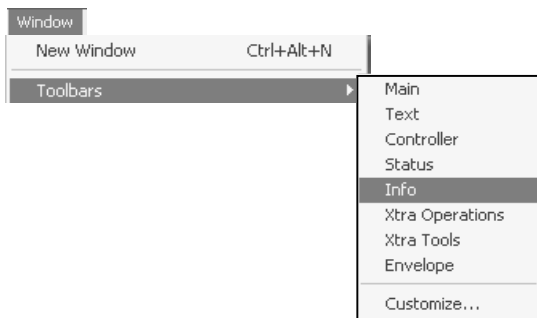 Window
New Window Ctrl+Alt+N
Toolbars
Main
Text
Controller
Status
Info
Xtra Operations
Xtra Tools
Envelope
Customize...